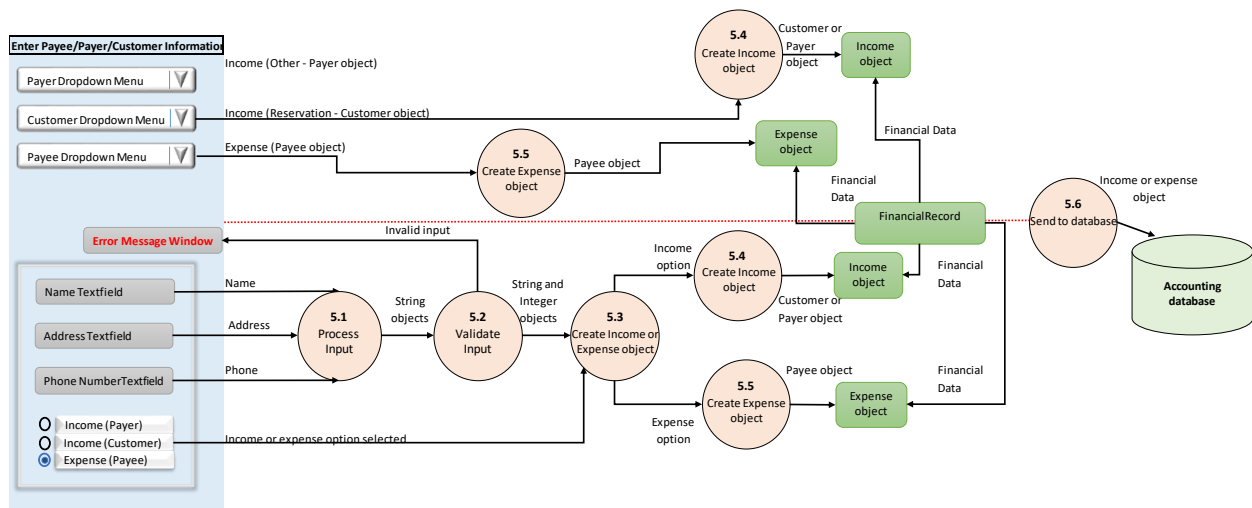 Enter Payee/Payer/Customer Information
Payer Dropdown Menu
Customer Dropdown Menu
Payee Dropdown Menu
Income (Other - Payer object)
Income (Reservation - Customer object)
Expense (Payee object)
5.5
Create Expense
object
Payee object
5.4
Create Income
object
Customer or
Payer
object
Income
object
Financial Data
Expense
object
Financial
Data
FinancialRecord
5.6
Send to database
Income or expense
object
Accounting
database
Error Message Window
Invalid input
Name Textfield
Name
Address Textfield
Address
Phone NumberTextfield
Phone
5.1
Process
Input
String
objects
5.2
Validate
Input
String and
Integer
objects
5.3
Create Income or
Expense object
Income
option
5.4
Create Income
object
Customer or
Payer object
Income
object
Financial
Data
Expense
option
5.5
Create Expense
object
Payee object
Expense
object
Financial
Data
Income (Payer)
Income (Customer)
Expense (Payee)
Income or expense option selected